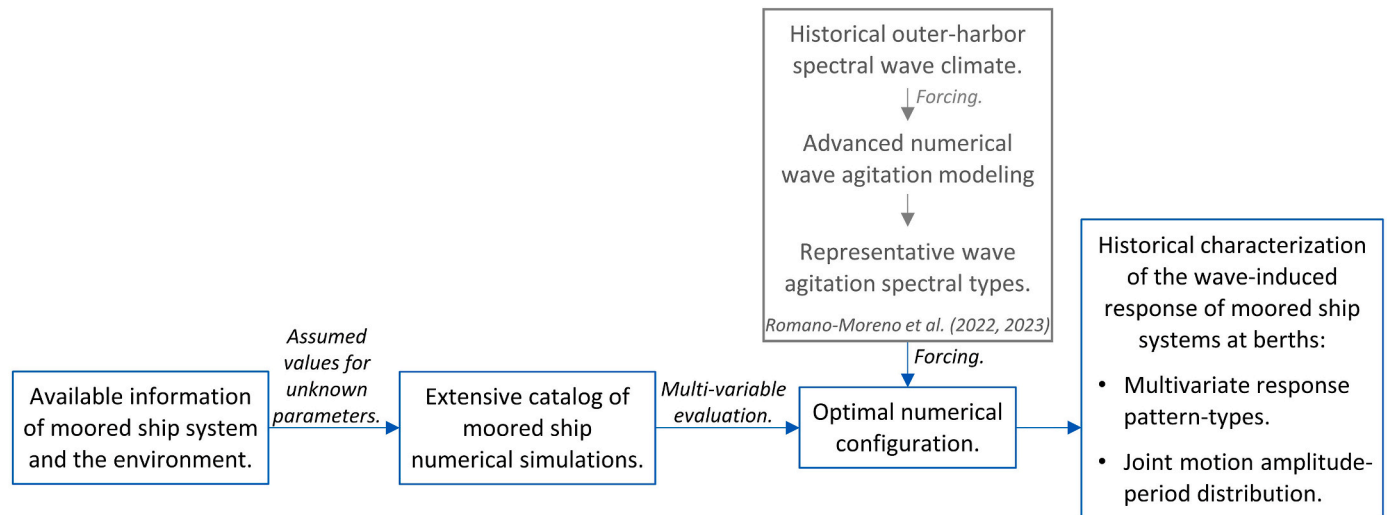 Historical outer-harbor
spectral wave climate.
Forcing.
Advanced numerical
wave agitation modeling
Representative wave
agitation spectral types.
Romano-Moreno et al. (2022, 2023)
Forcing.
Available information
of moored ship system
and the environment.
Assumed
values for
unknown
parameters.
Extensive catalog of
moored ship
numerical simulations.
Multi-variable
evaluation.
Optimal numerical
configuration.
Historical characterization
of the wave-induced
response of moored ship
systems at berths:
• Multivariate response
pattern-types.
• Joint motion amplitude-
period distribution.